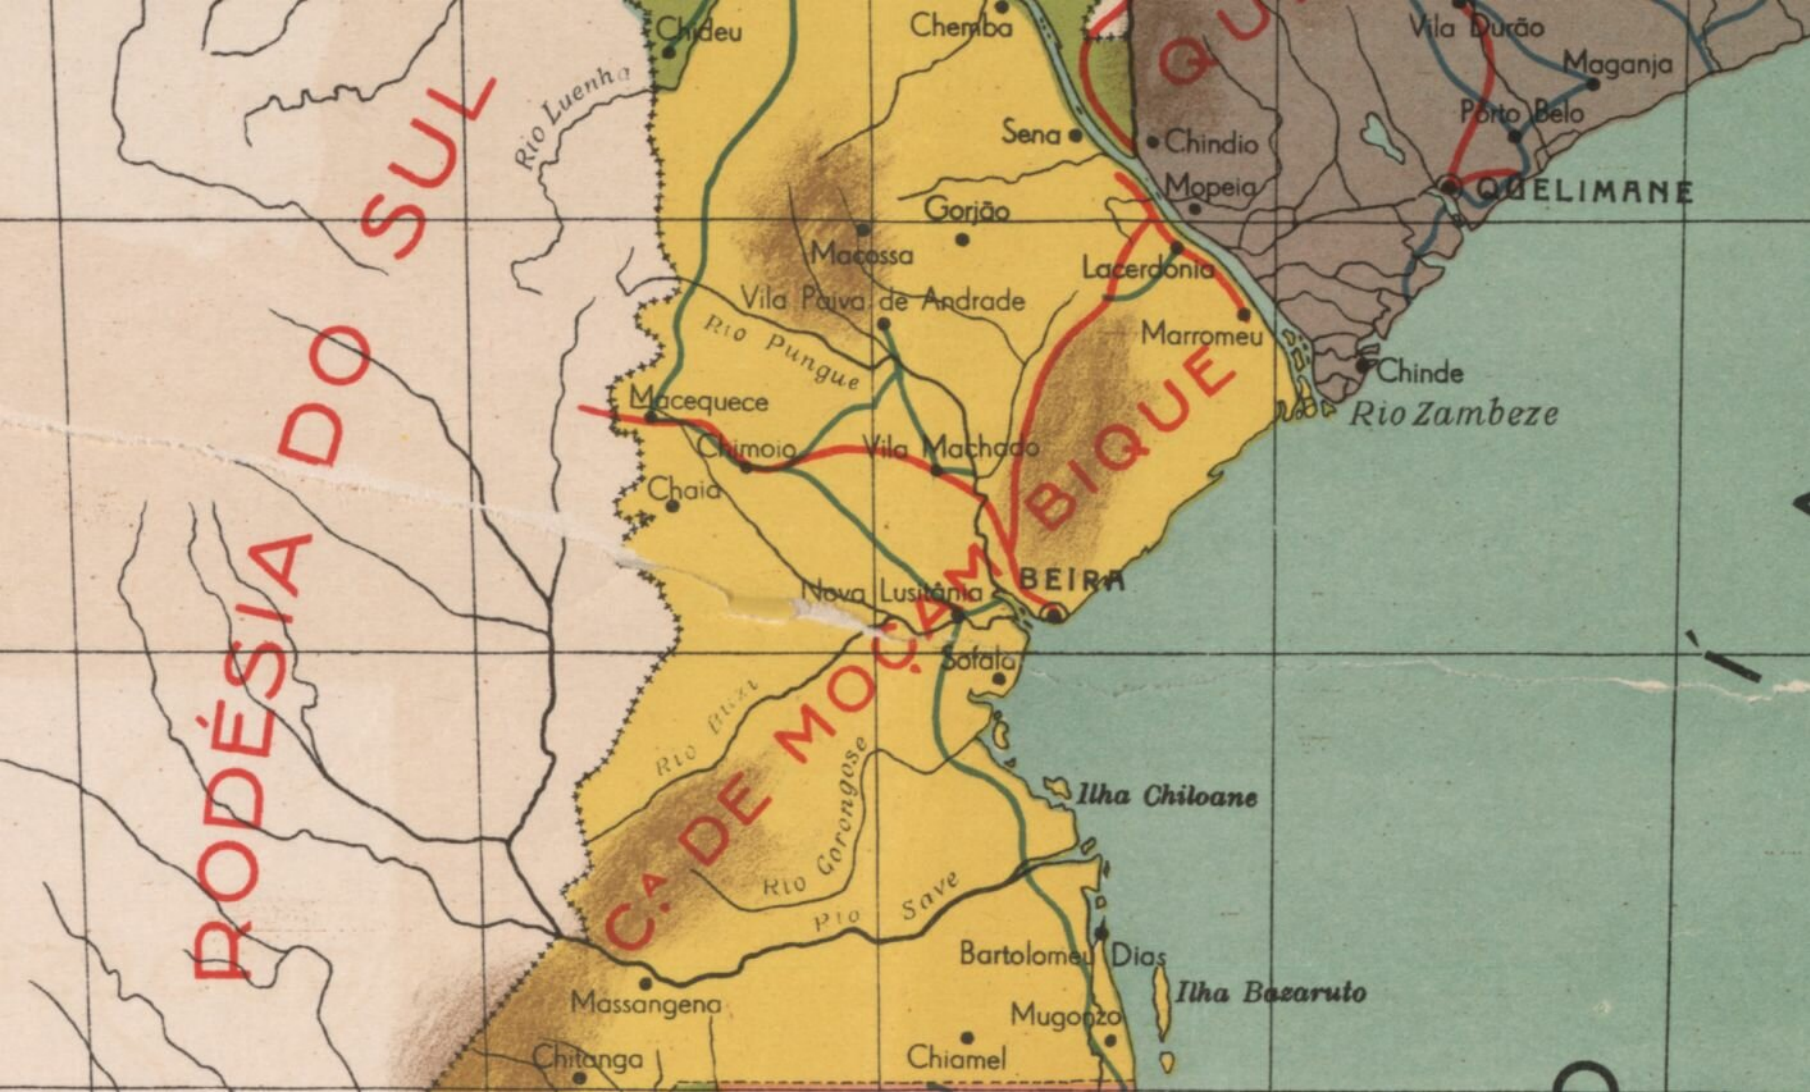 Chideu
Chemba
Vila Durão
Maganja
Porto Belo
Rio Luenha
Sena
Chindio
Mopeia
QUELIMANE
Gorjão
Macossa
Lacerdónia
Vila Paiva de Andrade
Marromeu
Rio Pungue
Chinde
Rio Zambeze
Macequece
Chimoio
Vila Machado
Chaia
BEIRA
Nova Lusitânia
Sofala
Rio Buzi
Rio Gorongose
Ilha Chiloane
Rio Save
Bartolomeu Dias
Ilha Bazaruto
Massangena
Mugonzo
Chitanga
Chiamel
RODÉSIA DO SUL
C.A DE MOÇAMBIQUE
QU